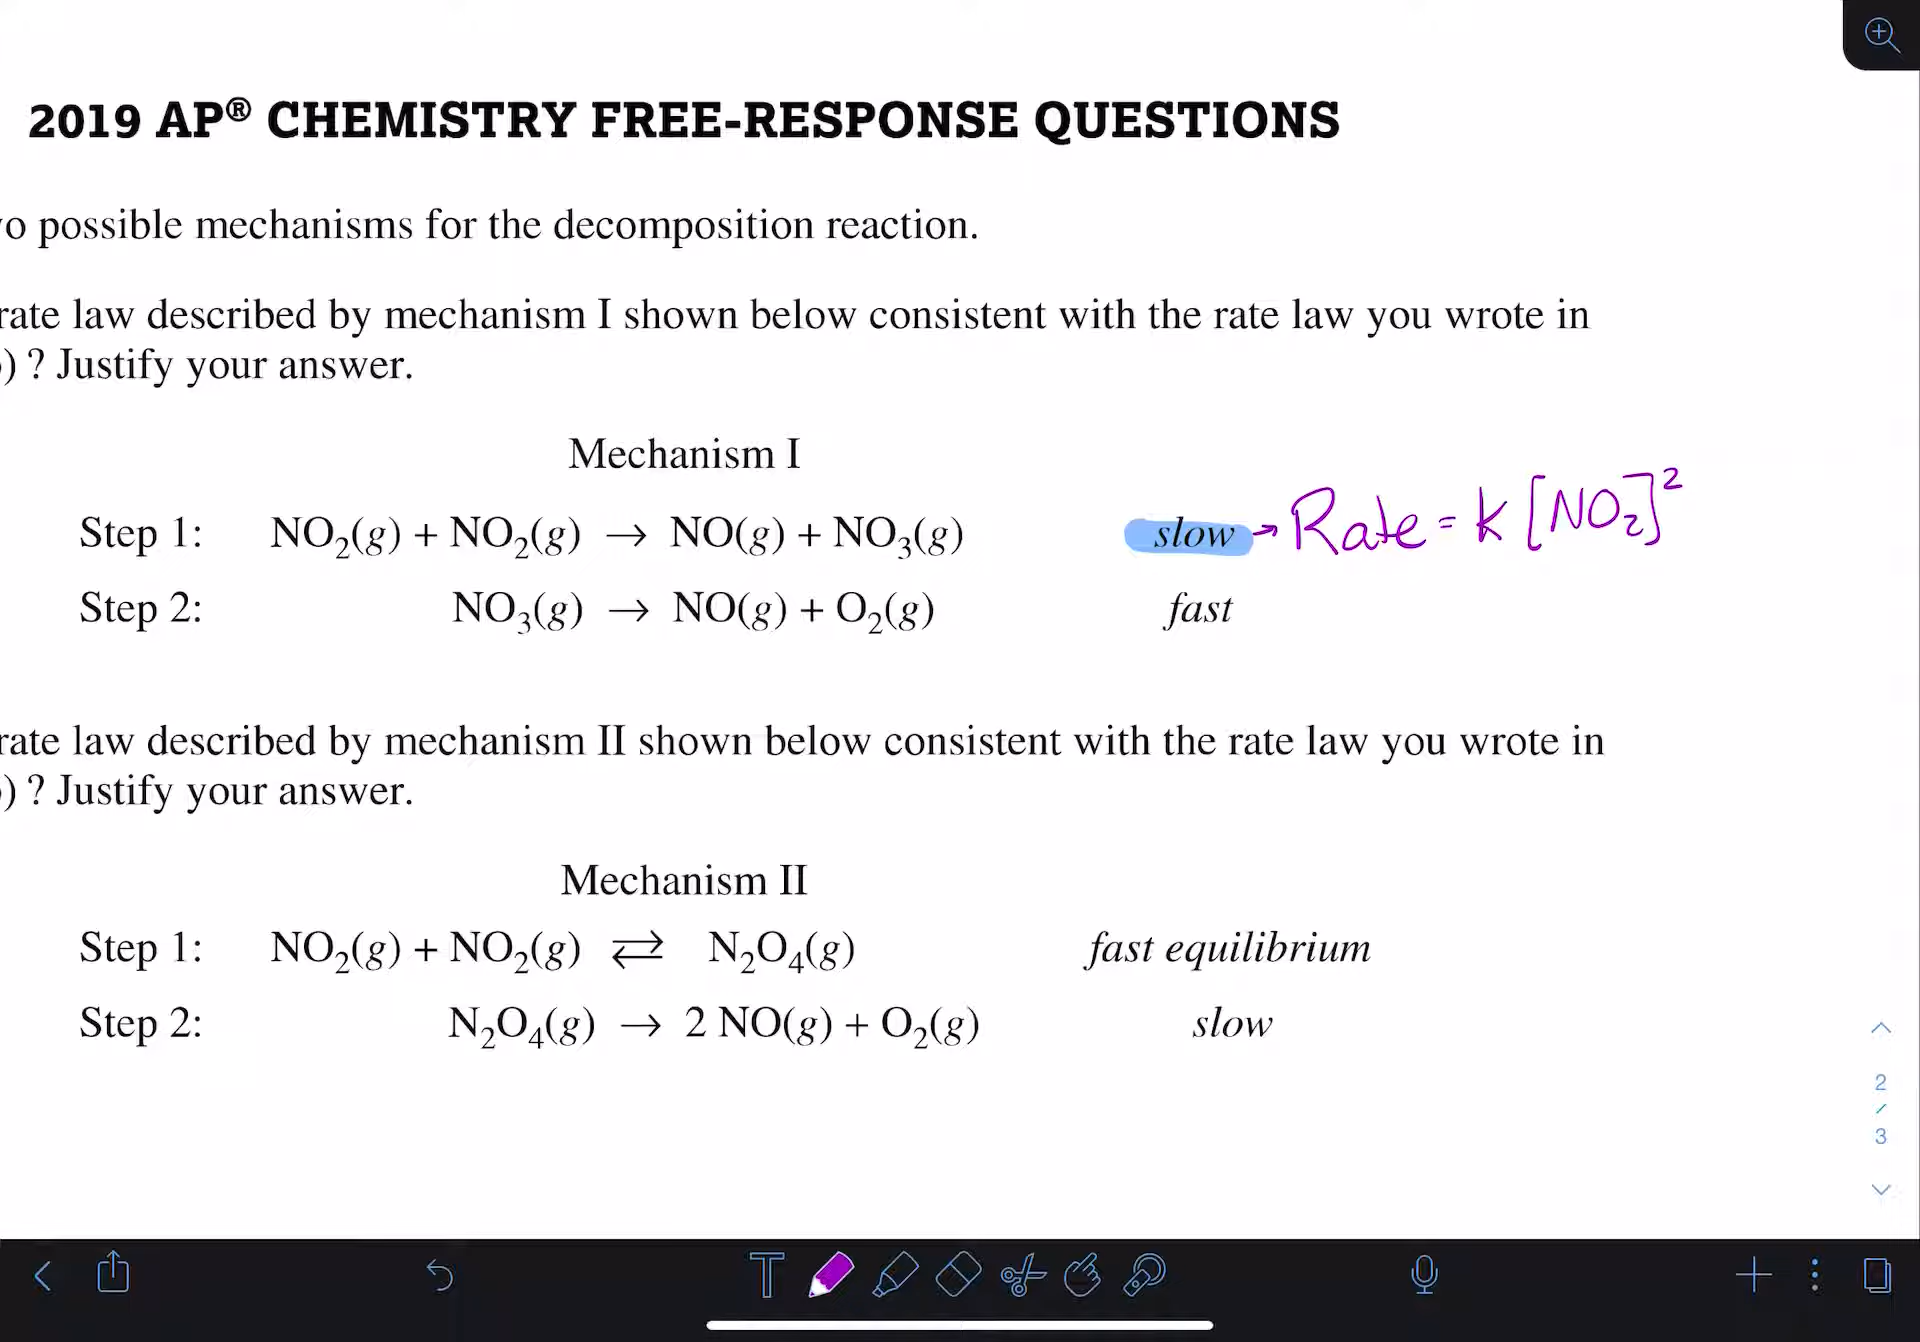 2019 AP® CHEMISTRY FREE-RESPONSE QUESTIONS
o possible mechanisms for the decomposition reaction.
rate law described by mechanism I shown below consistent with the rate law you wrote in
) ? Justify your answer.
Mechanism I
Step 1: NO₂(g) + NO₂(g) → NO(g) + NO₃(g) slow → Rate = k [NO₂]²
Step 2: NO₃(g) → NO(g) + O₂(g) fast
rate law described by mechanism II shown below consistent with the rate law you wrote in
) ? Justify your answer.
Mechanism II
Step 1: NO₂(g) + NO₂(g) ⇄ N₂O₄(g) fast equilibrium
Step 2: N₂O₄(g) → 2 NO(g) + O₂(g) slow
2
/
3
T